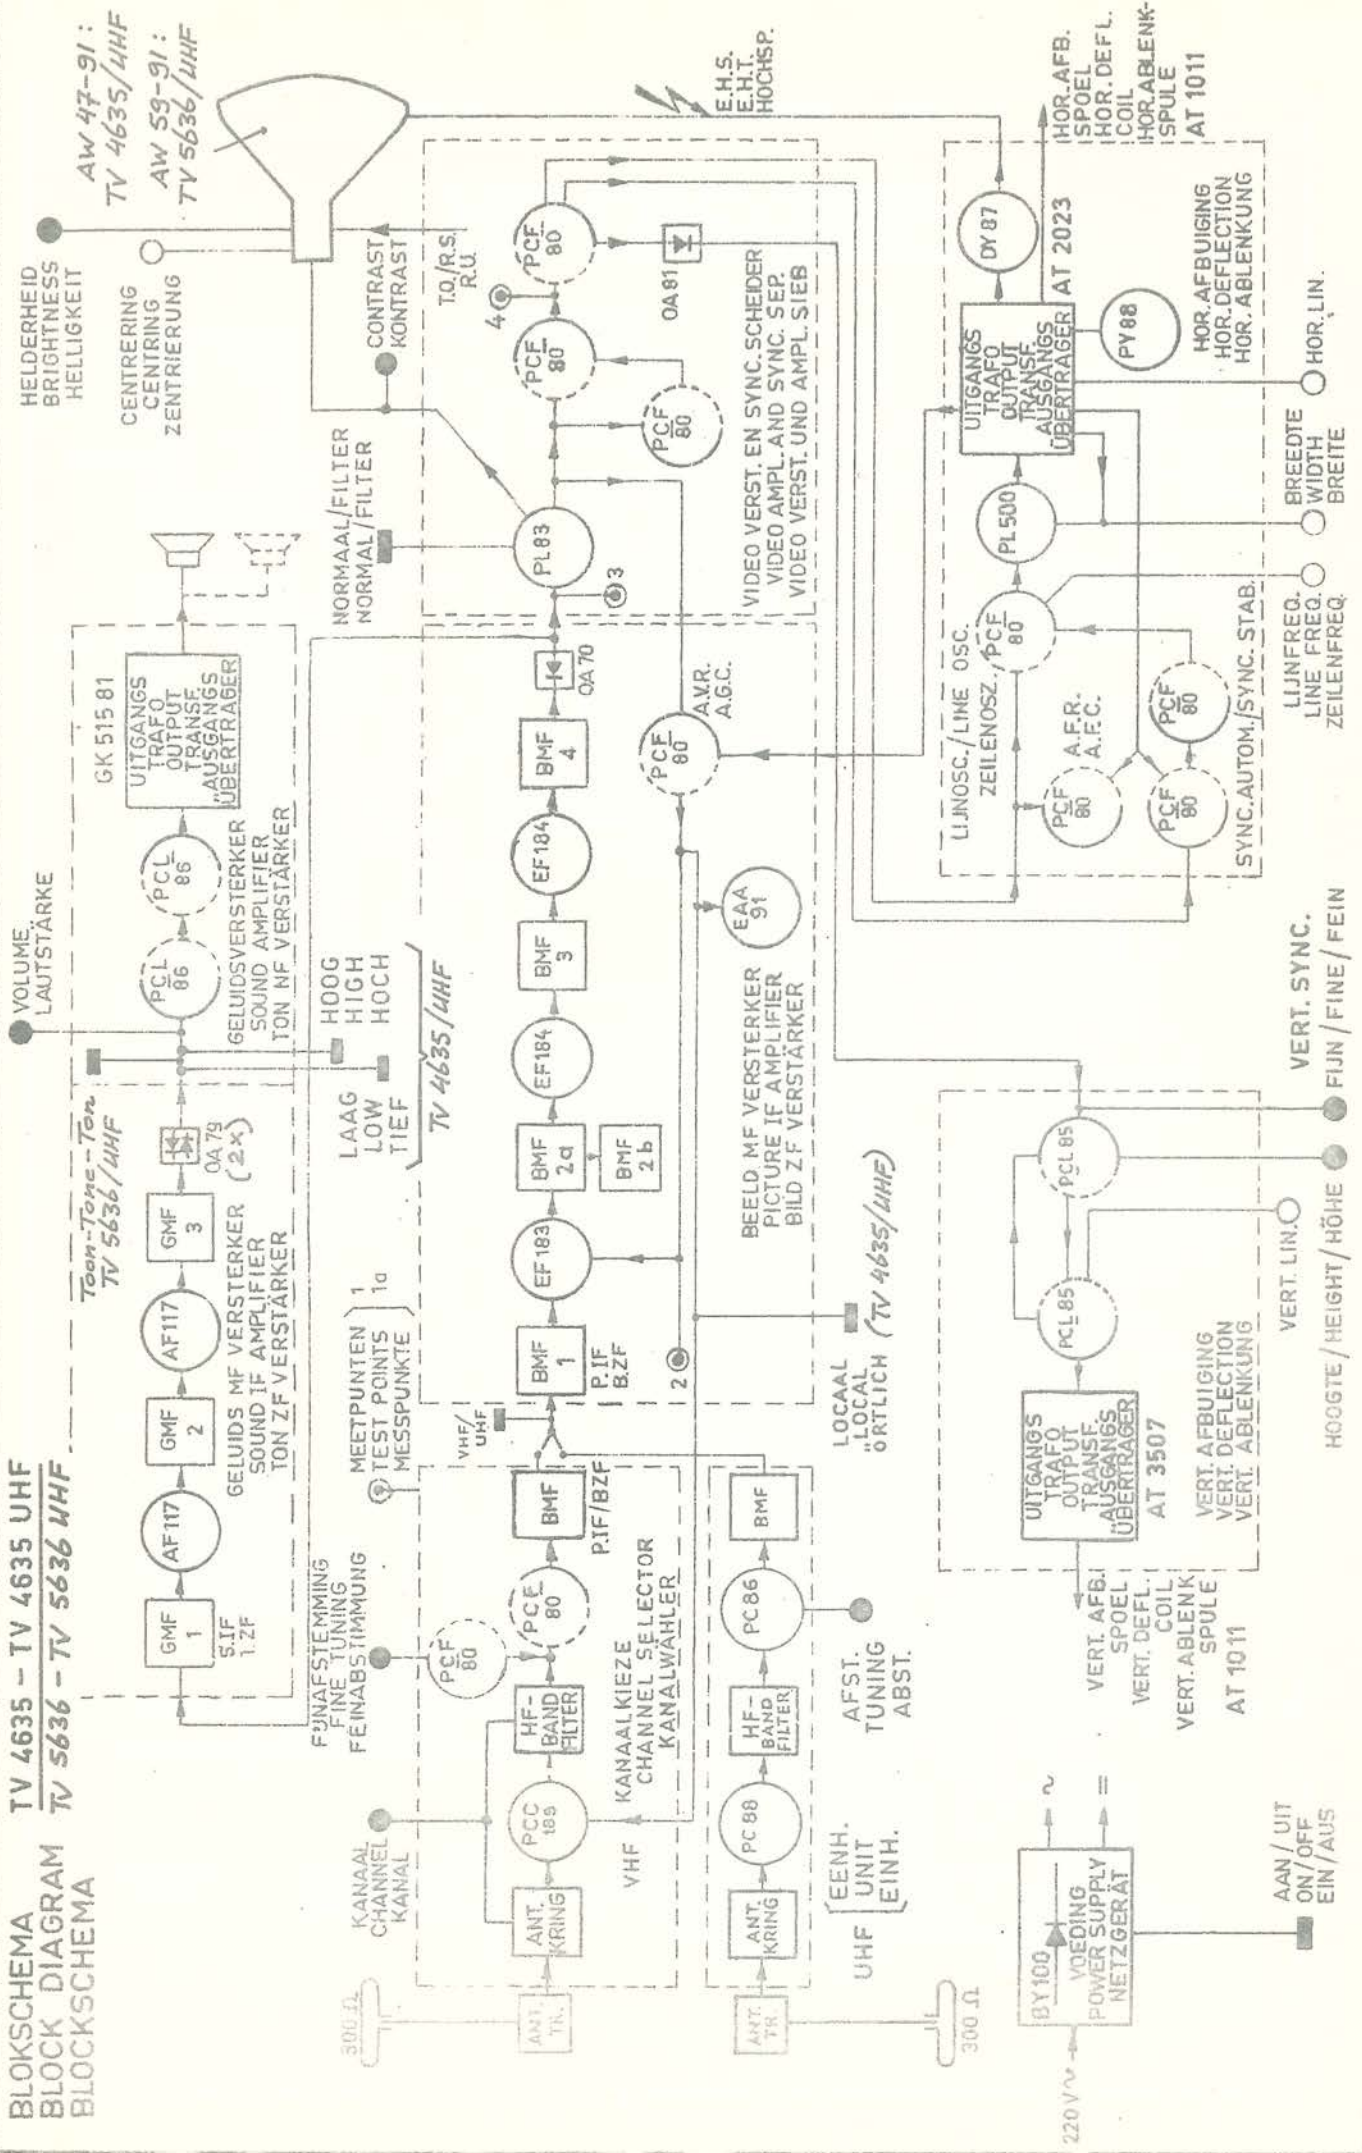 BLOKSCHEMA
BLOCK DIAGRAM
BLOCKSCHEMA
TV 4635 – TV 4635 UHF
TV 5636 – TV 5636 UHF
Toon-Tone-Ton
TV 5636/UHF
VOLUME
LAUTSTÄRKE
HELDERHEID
BRIGHTNESS
HELLIGKEIT
CENTRERING
CENTRING
ZENTRIERUNG
AW 47-91 :
TV 4635/UHF
AW 59-91 :
TV 5636/UHF
GMF
1
S.IF
1.ZF
AF117
GMF
2
AF117
GMF
3
OA 79
(2x)
GELUIDS MF VERSTERKER
SOUND IF AMPLIFIER
TON ZF VERSTÄRKER
PCL
86
PCL
86
GELUIDSVERSTERKER
SOUND AMPLIFIER
TON NF VERSTÄRKER
GK 515 81
UITGANGS
TRAFO
OUTPUT
TRANSF.
AUSGANGS
ÜBERTRAGER
LAAG
LOW
TIEF
HOOG
HIGH
HOCH
TV 4635/UHF
NORMAAL/FILTER
NORMAL/FILTER
CONTRAST
KONTRAST
T.O./R.S.
R.U.
E.H.S.
E.H.T.
HOCHSP.
300 Ω
KANAAL
CHANNEL
KANAL
FIJNAFSTEMMING
FINE TUNING
FEINABSTIMMUNG
MEETPUNTEN
TEST POINTS
MESSPUNKTE
1
1a
ANT.
TR.
ANT.
KRING
PCC
189
HF-
BAND
FILTER
PCF
80
PCF
80
BMF
P.IF/BZF
VHF
KANAALKIEZE
CHANNEL SELECTOR
KANALWÄHLER
VHF/
UHF
BMF
1
P.IF
B.ZF
EF183
BMF
2a
BMF
2b
EF184
BMF
3
EF184
BMF
4
OA 70
3
PL83
PCF
80
PCF
80
4
PCF
80
OA 81
VIDEO VERST. EN SYNC. SCHEIDER
VIDEO AMPL. AND SYNC. SEP.
VIDEO VERST. UND AMPL. SIEB
2
PCF
80
A.V.R.
A.G.C.
EAA
91
BEELD MF VERSTERKER
PICTURE IF AMPLIFIER
BILD ZF VERSTÄRKER
LOCAAL
LOCAL
ÖRTLICH
(TV 4635/UHF)
ANT.
TR.
ANT.
KRING
PC 88
HF-
BAND
FILTER
PC86
BMF
UHF
EENH.
UNIT
EINH.
AFST.
TUNING
ABST.
300 Ω
LIJNOSC./LINE OSC.
ZEILENOSZ.
PCF
80
PCF
80
A.F.R.
A.F.C.
PCF
80
PCF
80
SYNC.AUTOM./SYNC. STAB.
PL500
UITGANGS
TRAFO
OUTPUT
TRANSF.
AUSGANGS
ÜBERTRAGER
AT 2023
DY 87
PY88
HOR. AFBUIGING
HOR. DEFLECTION
HOR. ABLENKUNG
HOR. AFB.
SPOEL
HOR. DEFL.
COIL
HOR.ABLENK-
SPULE
AT 1011
LIJNFREQ.
LINE FREQ.
ZEILENFREQ.
BREEDTE
WIDTH
BREITE
HOR. LIN.
220V~
BY100
VOEDING
POWER SUPPLY
NETZGERÄT
~
=
AAN/UIT
ON/OFF
EIN/AUS
VERT. AFB.
SPOEL
VERT. DEFL.
COIL
VERT. ABLENK
SPULE
AT 1011
UITGANGS
TRAFO
OUTPUT
TRANSF.
AUSGANGS
ÜBERTRAGER
AT 3507
PCL 85
PCL 85
VERT. AFBUIGING
VERT. DEFLECTION
VERT. ABLENKUNG
VERT. LIN.
HOOGTE/HEIGHT/HÖHE
VERT. SYNC.
FIJN/FINE/FEIN